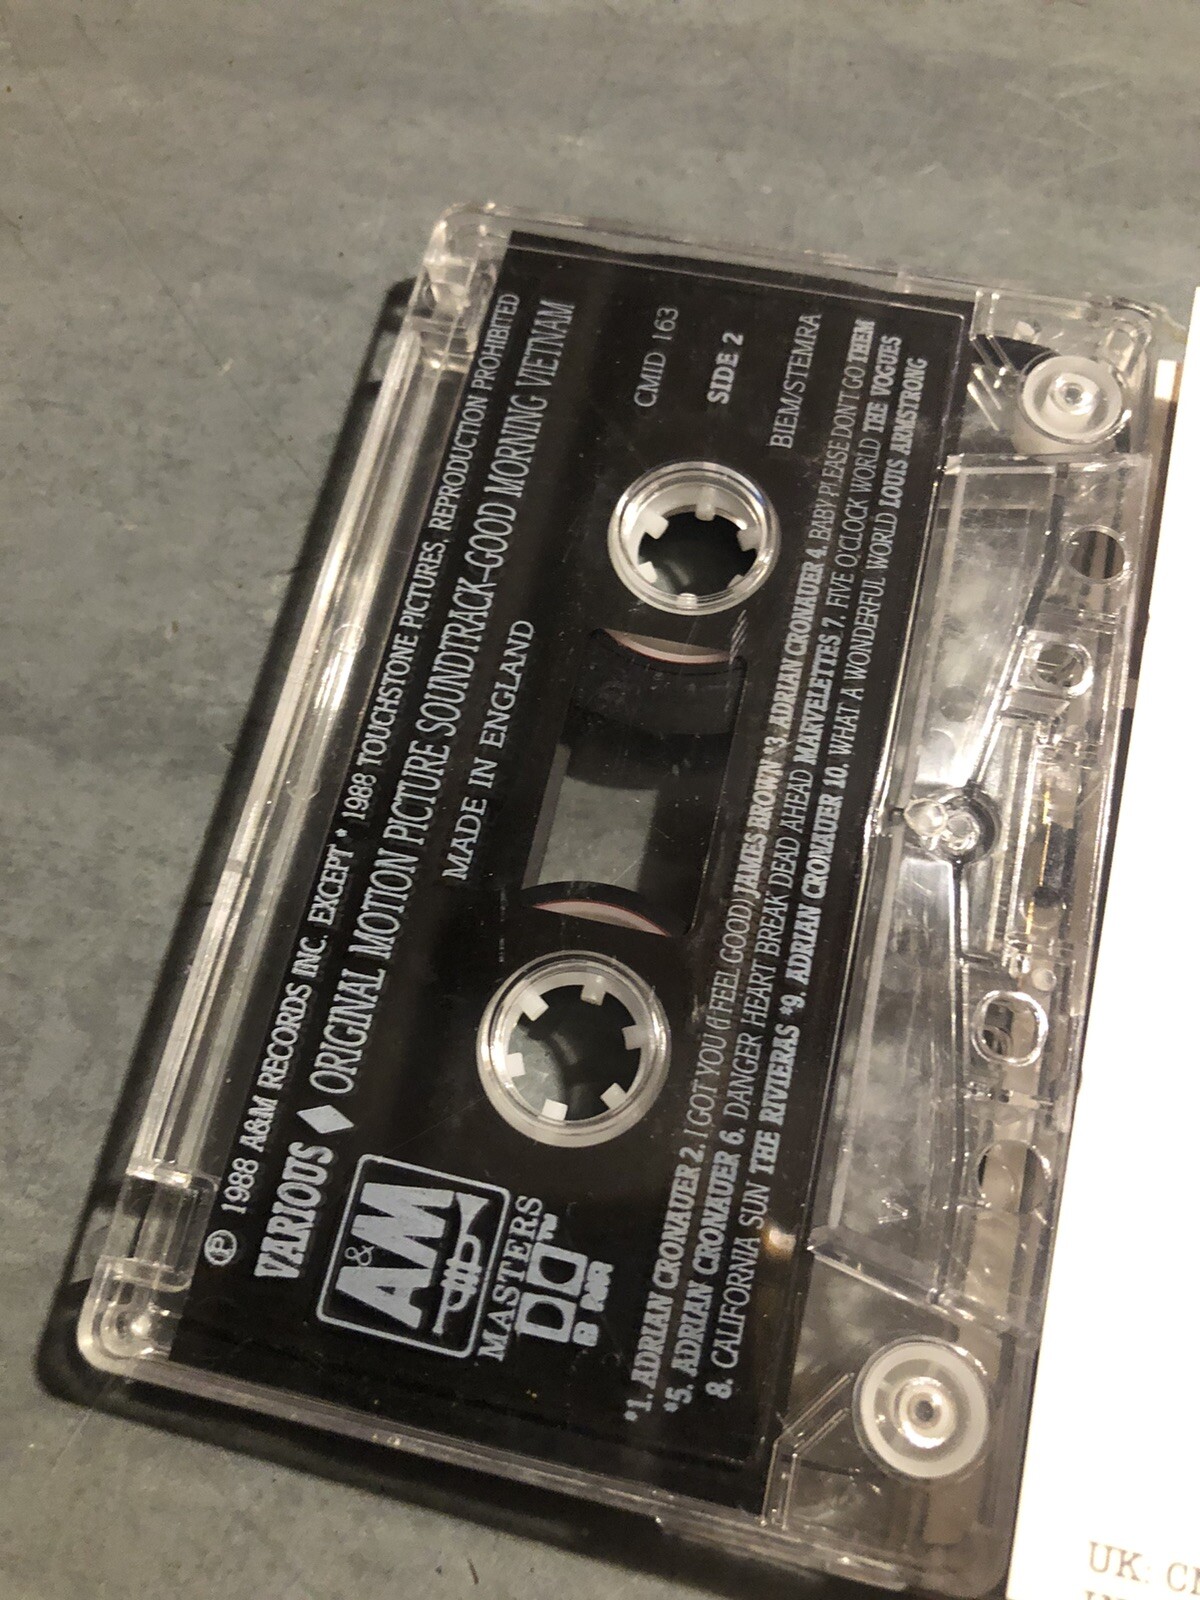 ℗ 1988 A&M RECORDS INC. EXCEPT * 1988 TOUCHSTONE PICTURES. REPRODUCTION PROHIBITED
VARIOUS ◆ ORIGINAL MOTION PICTURE SOUNDTRACK-GOOD MORNING VIETNAM
MADE IN ENGLAND
A&M
MASTERS
CMID 163
SIDE 2
BIEM/STEMRA
*1. ADRIAN CRONAUER 2. I GOT YOU (I FEEL GOOD) JAMES BROWN *3. ADRIAN CRONAUER 4. BABY PLEASE DON'T GO THEM
*5. ADRIAN CRONAUER 6. DANGER HEART BREAK DEAD AHEAD MARVELETTES 7. FIVE O'CLOCK WORLD THE VOGUES
8. CALIFORNIA SUN THE RIVIERAS *9. ADRIAN CRONAUER 10. WHAT A WONDERFUL WORLD LOUIS ARMSTRONG
UK: